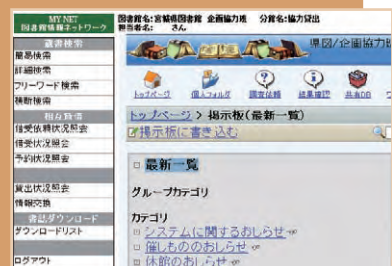 MY NET
図書館情報ネットワーク
図書館名:宮城県図書館 企画協力班 分館名:協力貸出
担当者名: さん
蔵書検索
簡易検索
詳細検索
フリーワード検索
横断検索
相互貸借
借受依頼状況照会
借受状況照会
予約状況照会
貸出状況照会
情報交換
書誌ダウンロード
ダウンロードリスト
ログアウト
県図/企画協力班
トップページ
個人フォルダ
調査依頼
結果確認
共有DB
トップページ > 掲示板(最新一覧)
掲示板に書き込む
最新一覧
グループカテゴリ
カテゴリ
システムに関するおしらせ
催しもののおしらせ
休館のおしらせ